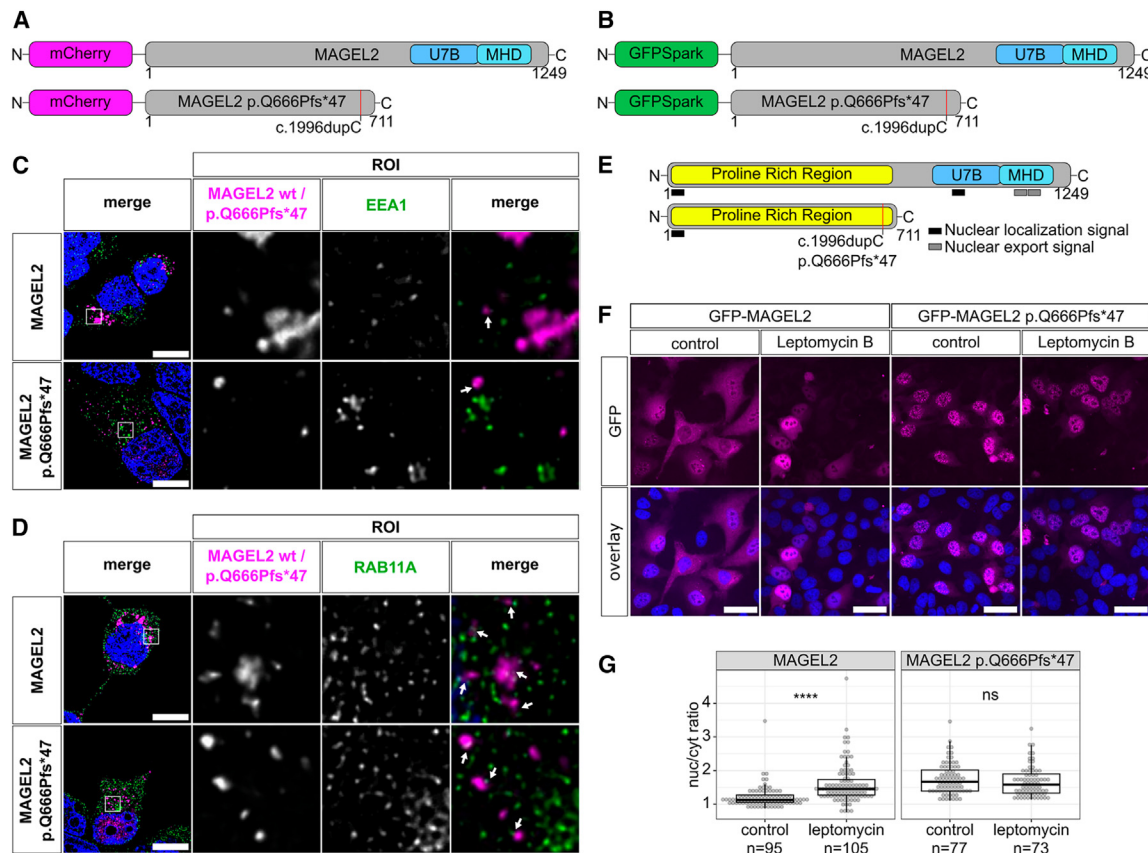 A
N mCherry MAGEL2 U7B MHD C
1 1249
N mCherry MAGEL2 p.Q666Pfs*47 C
1 c.1996dupC 711
B
N GFPSpark MAGEL2 U7B MHD C
1 1249
N GFPSpark MAGEL2 p.Q666Pfs*47 C
1 c.1996dupC 711
C
ROI
merge
MAGEL2 wt /
p.Q666Pfs*47
EEA1
merge
MAGEL2
MAGEL2
p.Q666Pfs*47
D
ROI
merge
MAGEL2 wt /
p.Q666Pfs*47
RAB11A
merge
MAGEL2
MAGEL2
p.Q666Pfs*47
E
N Proline Rich Region U7B MHD C
1 1249
N Proline Rich Region C
1 c.1996dupC 711
p.Q666Pfs*47
Nuclear localization signal
Nuclear export signal
F
GFP-MAGEL2 GFP-MAGEL2 p.Q666Pfs*47
control Leptomycin B control Leptomycin B
GFP
overlay
G
MAGEL2 MAGEL2 p.Q666Pfs*47
**** ns
nuc/cyt ratio
4
3
2
1
control leptomycin control leptomycin
n=95 n=105 n=77 n=73